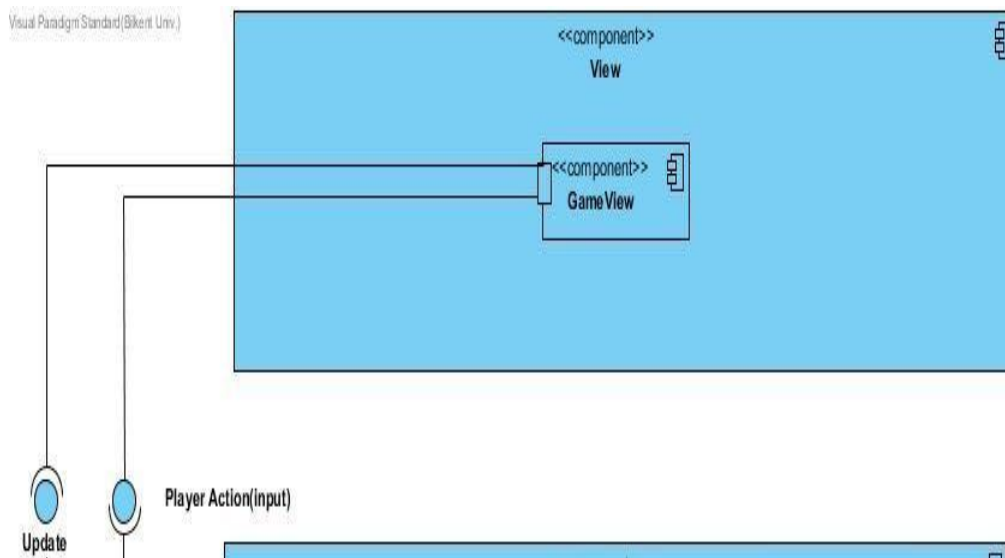 Visual Paradigm Standard(Bilkent Univ.)
<<component>>
View
<<component>>
GameView
Player Action(input)
Update